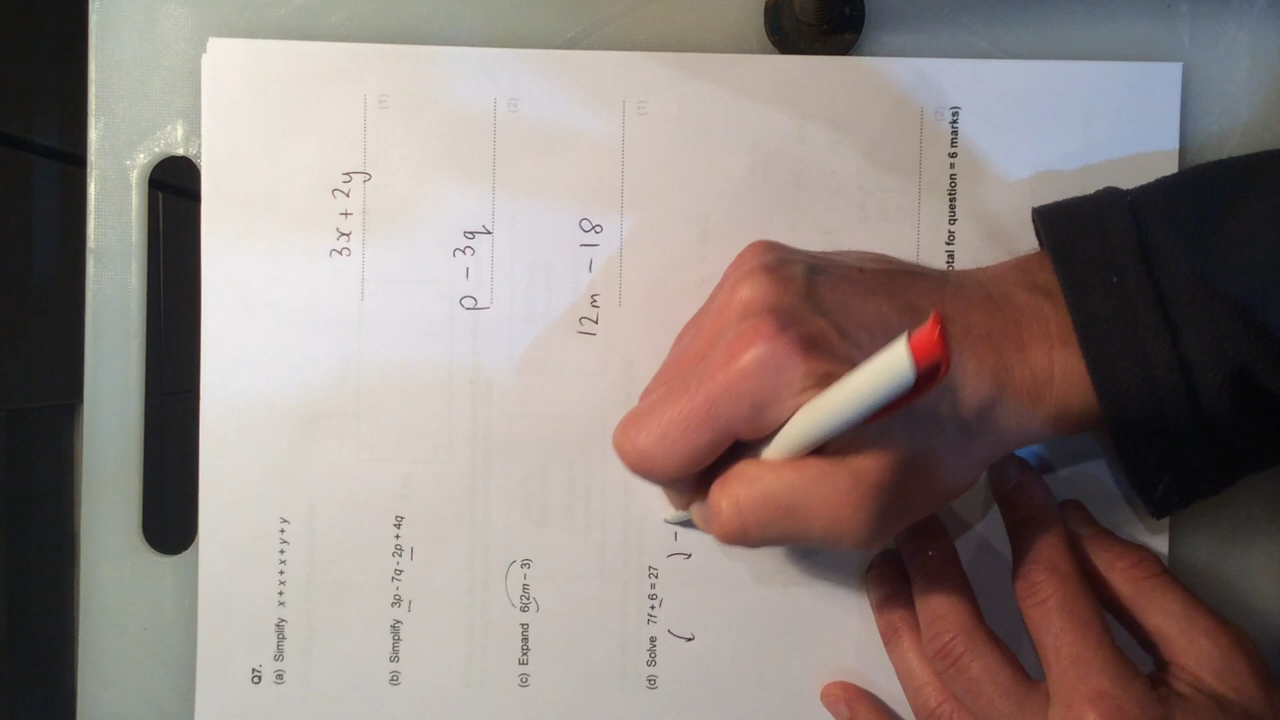 Q7.
(a) Simplify x + x + x + y + y
3x + 2y
(1)
(b) Simplify 3p - 7q - 2p + 4q
p - 3q
(2)
(c) Expand 6(2m - 3)
12m - 18
(1)
(d) Solve 7f + 6 = 27
(2)
for question = 6 marks)